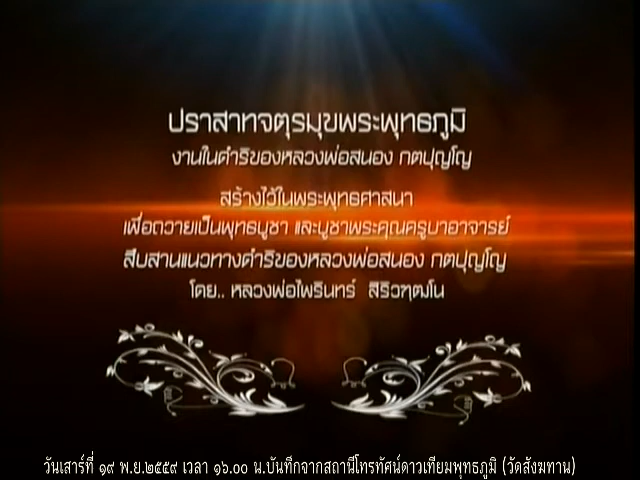 ปราสาทจตุรมุขพระพุทธภูมิ
งานในดำริของหลวงพ่อสนอง กตปุญโญ
สร้างไว้ในพระพุทธศาสนา
เพื่อถวายเป็นพุทธบูชา และบูชาพระคุณครูบาอาจารย์
สืบสานแนวทางดำริของหลวงพ่อสนอง กตปุญโญ
โดย.. หลวงพ่อไพรินทร์ สิริวฑฺฒโน
วันเสาร์ที่ ๑๙ พ.ย.๒๕๕๙ เวลา ๑๖.๐๐ น.บันทึกจากสถานีโทรทัศน์ดาวเทียมพุทธภูมิ (วัดสังฆทาน)